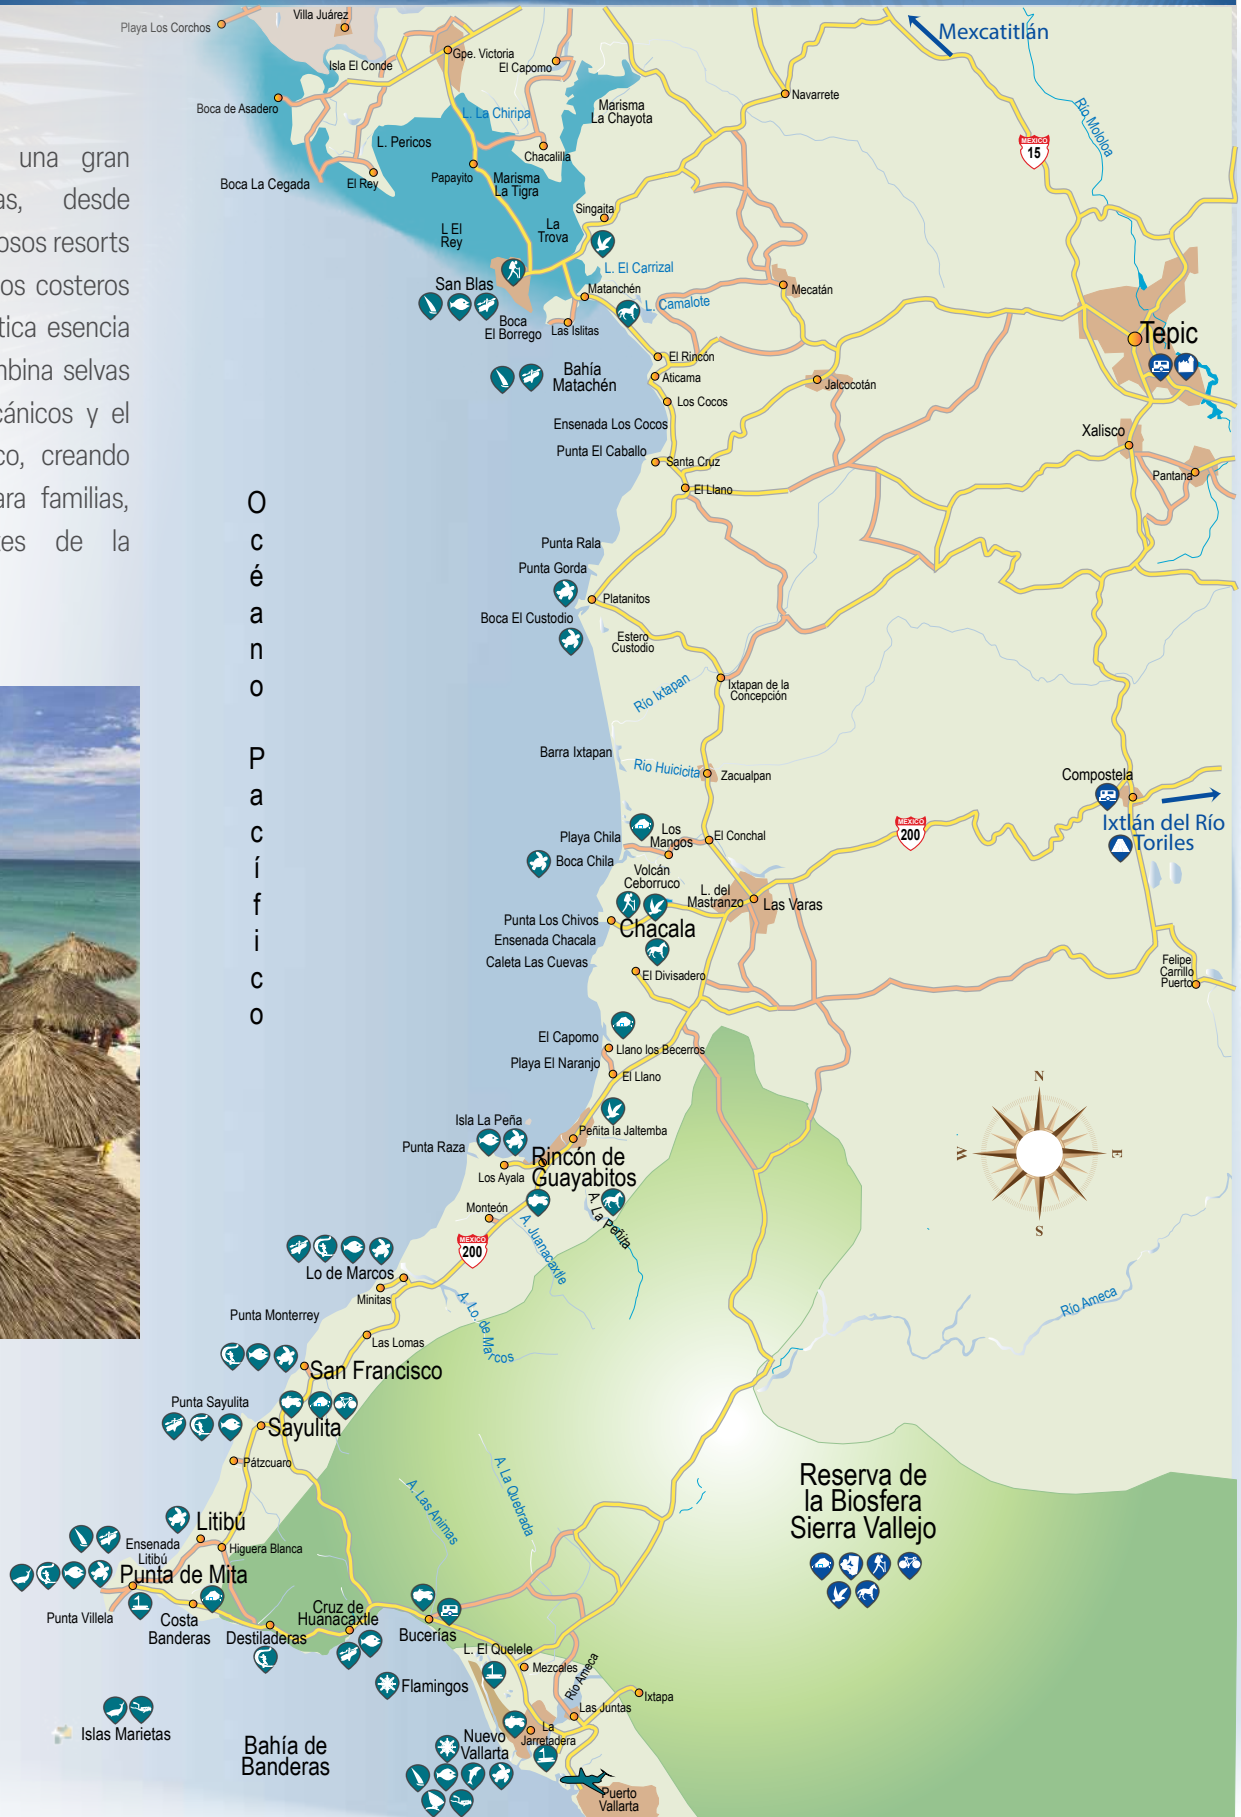 una gran
desde
resorts
costeros
esencia
selvas
y el
creando
familias,
de la
Villa Juárez
Playa Los Corchos
Mexcatitlán
Gpe. Victoria
Isla El Conde
El Capomo
Navarrete
Boca de Asadero
Marisma
La Chayota
L. La Chiripa
Río Mololoa
MEXICO
15
L. Pericos
Chacalilla
Boca La Cegada
El Rey
Papayito
Marisma
La Tigra
Singaita
L El
Rey
La
Trova
L. El Carrizal
San Blas
Matanchén
Mecatán
L. Camalote
Boca
El Borrego
Las Islitas
Tepic
El Rincón
Bahía
Matachén
Aticama
Jalcocotán
Los Cocos
Ensenada Los Cocos
Xalisco
Punta El Caballo
Santa Cruz
Pantanal
El Llano
Océano Pacífico
Punta Rala
Punta Gorda
Platanitos
Boca El Custodio
Estero
Custodio
Río Ixtapan
Ixtapan de la
Concepción
Barra Ixtapan
Rio Huicicita
Zacualpan
Compostela
Ixtlán del Río
Toriles
MEXICO
200
Playa Chila
Los
Mangos
El Conchal
Boca Chila
Volcán
Ceborruco
L. del
Mastranzo
Las Varas
Punta Los Chivos
Chacala
Ensenada Chacala
Caleta Las Cuevas
El Divisadero
Felipe
Carrillo
Puerto
El Capomo
Llano los Becerros
Playa El Naranjo
El Llano
N
W
E
S
Isla La Peña
Peñita la Jaltemba
Punta Raza
Rincón de
Guayabitos
Los Ayala
A. La Peñita
Monteón
A. Juanacaxtle
MEXICO
200
Lo de Marcos
Minitas
A. Lo. de Marcos
Río Ameca
Punta Monterrey
Las Lomas
San Francisco
Punta Sayulita
Sayulita
Pátzcuaro
A. Las Animas
A. La Quebrada
Reserva de
la Biosfera
Sierra Vallejo
Litibú
Ensenada
Litibú
Higuera Blanca
Punta de Mita
Punta Villela
Costa
Banderas
Destiladeras
Cruz de
Huanacaxtle
Bucerías
L. El Quelele
Mezcales
Río Ameca
Flamingos
Ixtapa
Las Juntas
Islas Marietas
La
Jarretadera
Bahía de
Banderas
Nuevo
Vallarta
Puerto
Vallarta